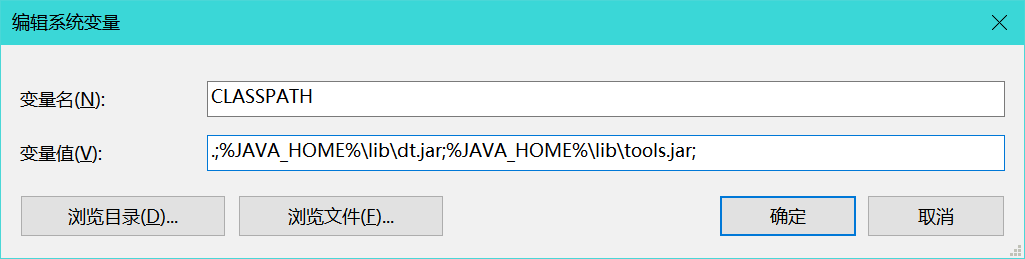 编辑系统变量
变量名(N): CLASSPATH
变量值(V): .;%JAVA_HOME%\lib\dt.jar;%JAVA_HOME%\lib\tools.jar;
浏览目录(D)... 浏览文件(F)... 确定 取消